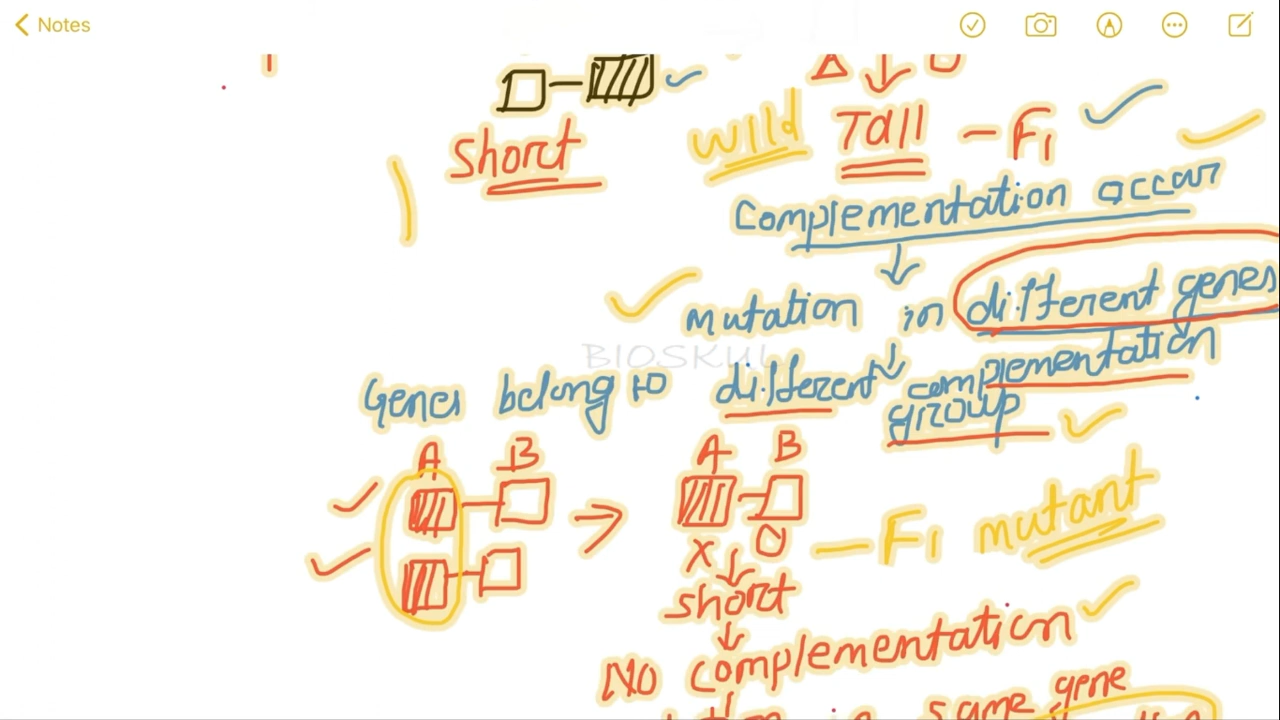 Notes
Short
Wild Tall - F1
Complementation occur
Mutation in different genes
BIOSKUL
Genes belong to different complementation
group
A B A B
X O - F1 mutant
short
No complementation
in same gene